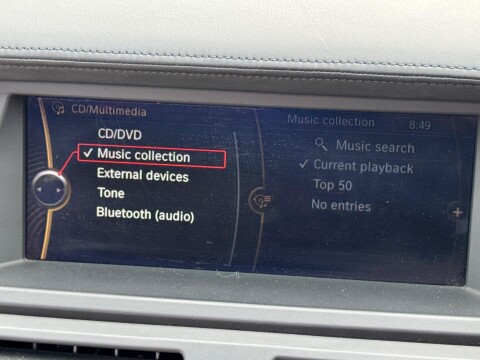 CD/Multimedia
CD/DVD
✓ Music collection
External devices
Tone
Bluetooth (audio)
Music collection 8:49
Music search
✓ Current playback
Top 50
No entries